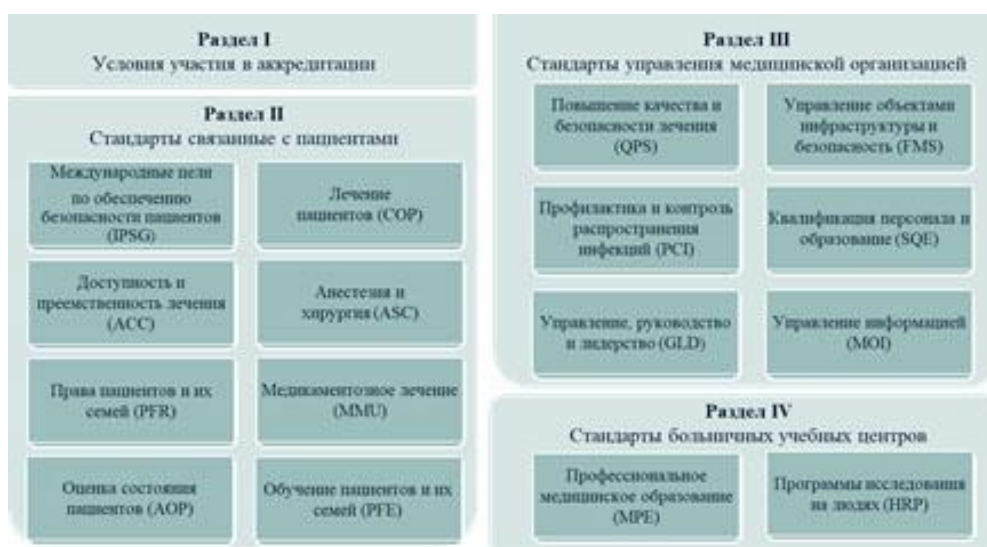 Раздел I
Условия участия в аккредитации
Раздел II
Стандарты связанные с пациентами
Международные цели
по обеспечению
безопасности пациентов
(IPSG)
Лечение
пациентов (COP)
Доступность и
преемственность лечения
(ACC)
Анестезия и
хирургия (ASC)
Права пациентов и их
семей (PFR)
Медикаментозное лечение
(MMU)
Оценка состояния
пациентов (AOP)
Обучение пациентов и их
семей (PFE)
Раздел III
Стандарты управления медицинской организацией
Повышение качества и
безопасности лечения
(QPS)
Управление объектами
инфраструктуры и
безопасность (FMS)
Профилактика и контроль
распространения
инфекций (PCI)
Квалификация персонала и
образование (SQE)
Управление, руководство
и лидерство (GLD)
Управление информацией
(MOI)
Раздел IV
Стандарты больничных учебных центров
Профессиональное
медицинское образование
(MPE)
Программы исследования
на людях (HRP)